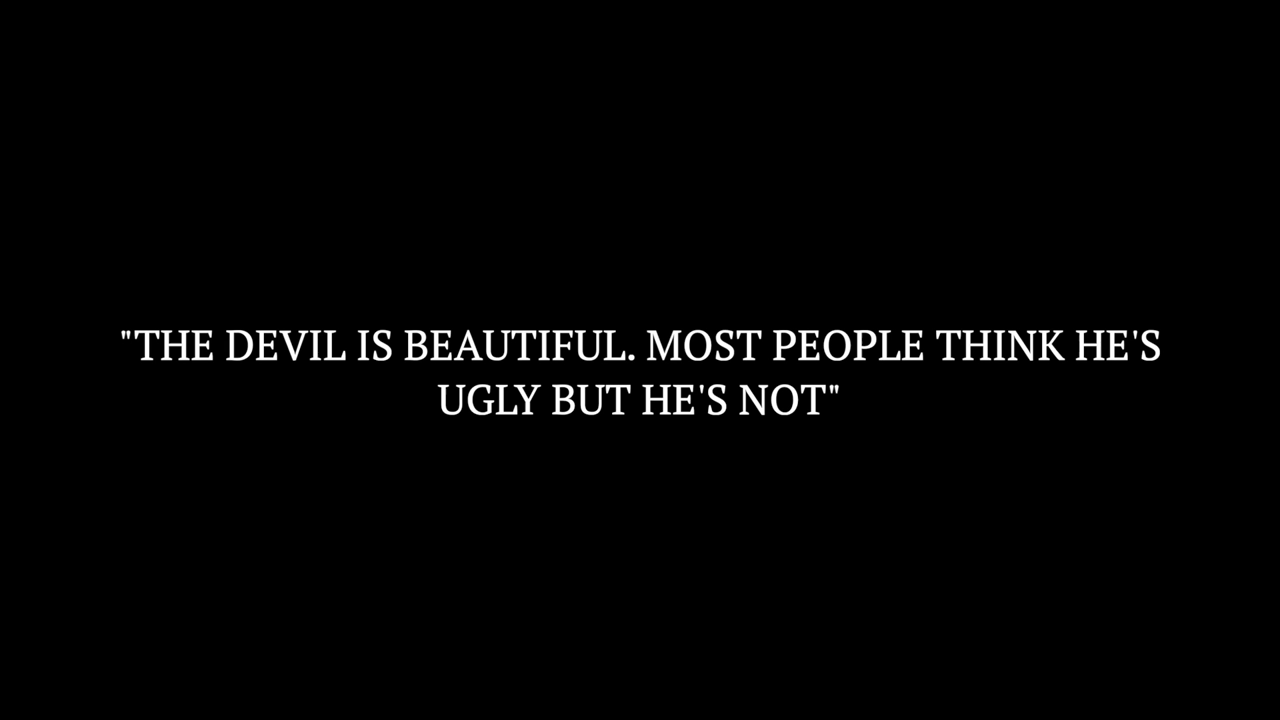 "THE DEVIL IS BEAUTIFUL. MOST PEOPLE THINK HE'S
UGLY BUT HE'S NOT"